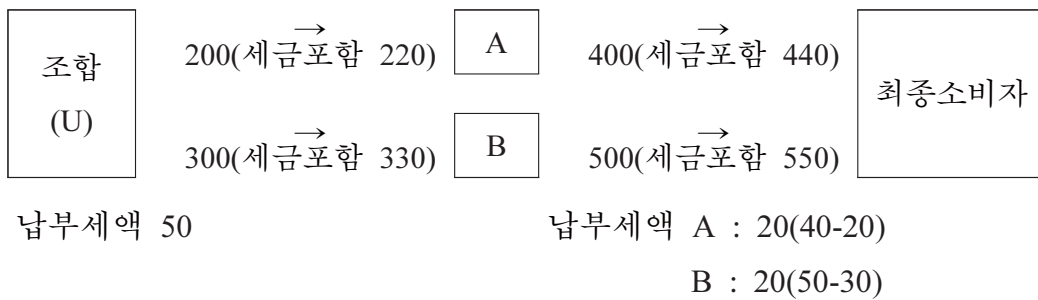 조합
(U)
→
200(세금포함 220)
A
→
400(세금포함 440)
→
300(세금포함 330)
B
→
500(세금포함 550)
최종소비자
납부세액 50
납부세액 A : 20(40-20)
B : 20(50-30)